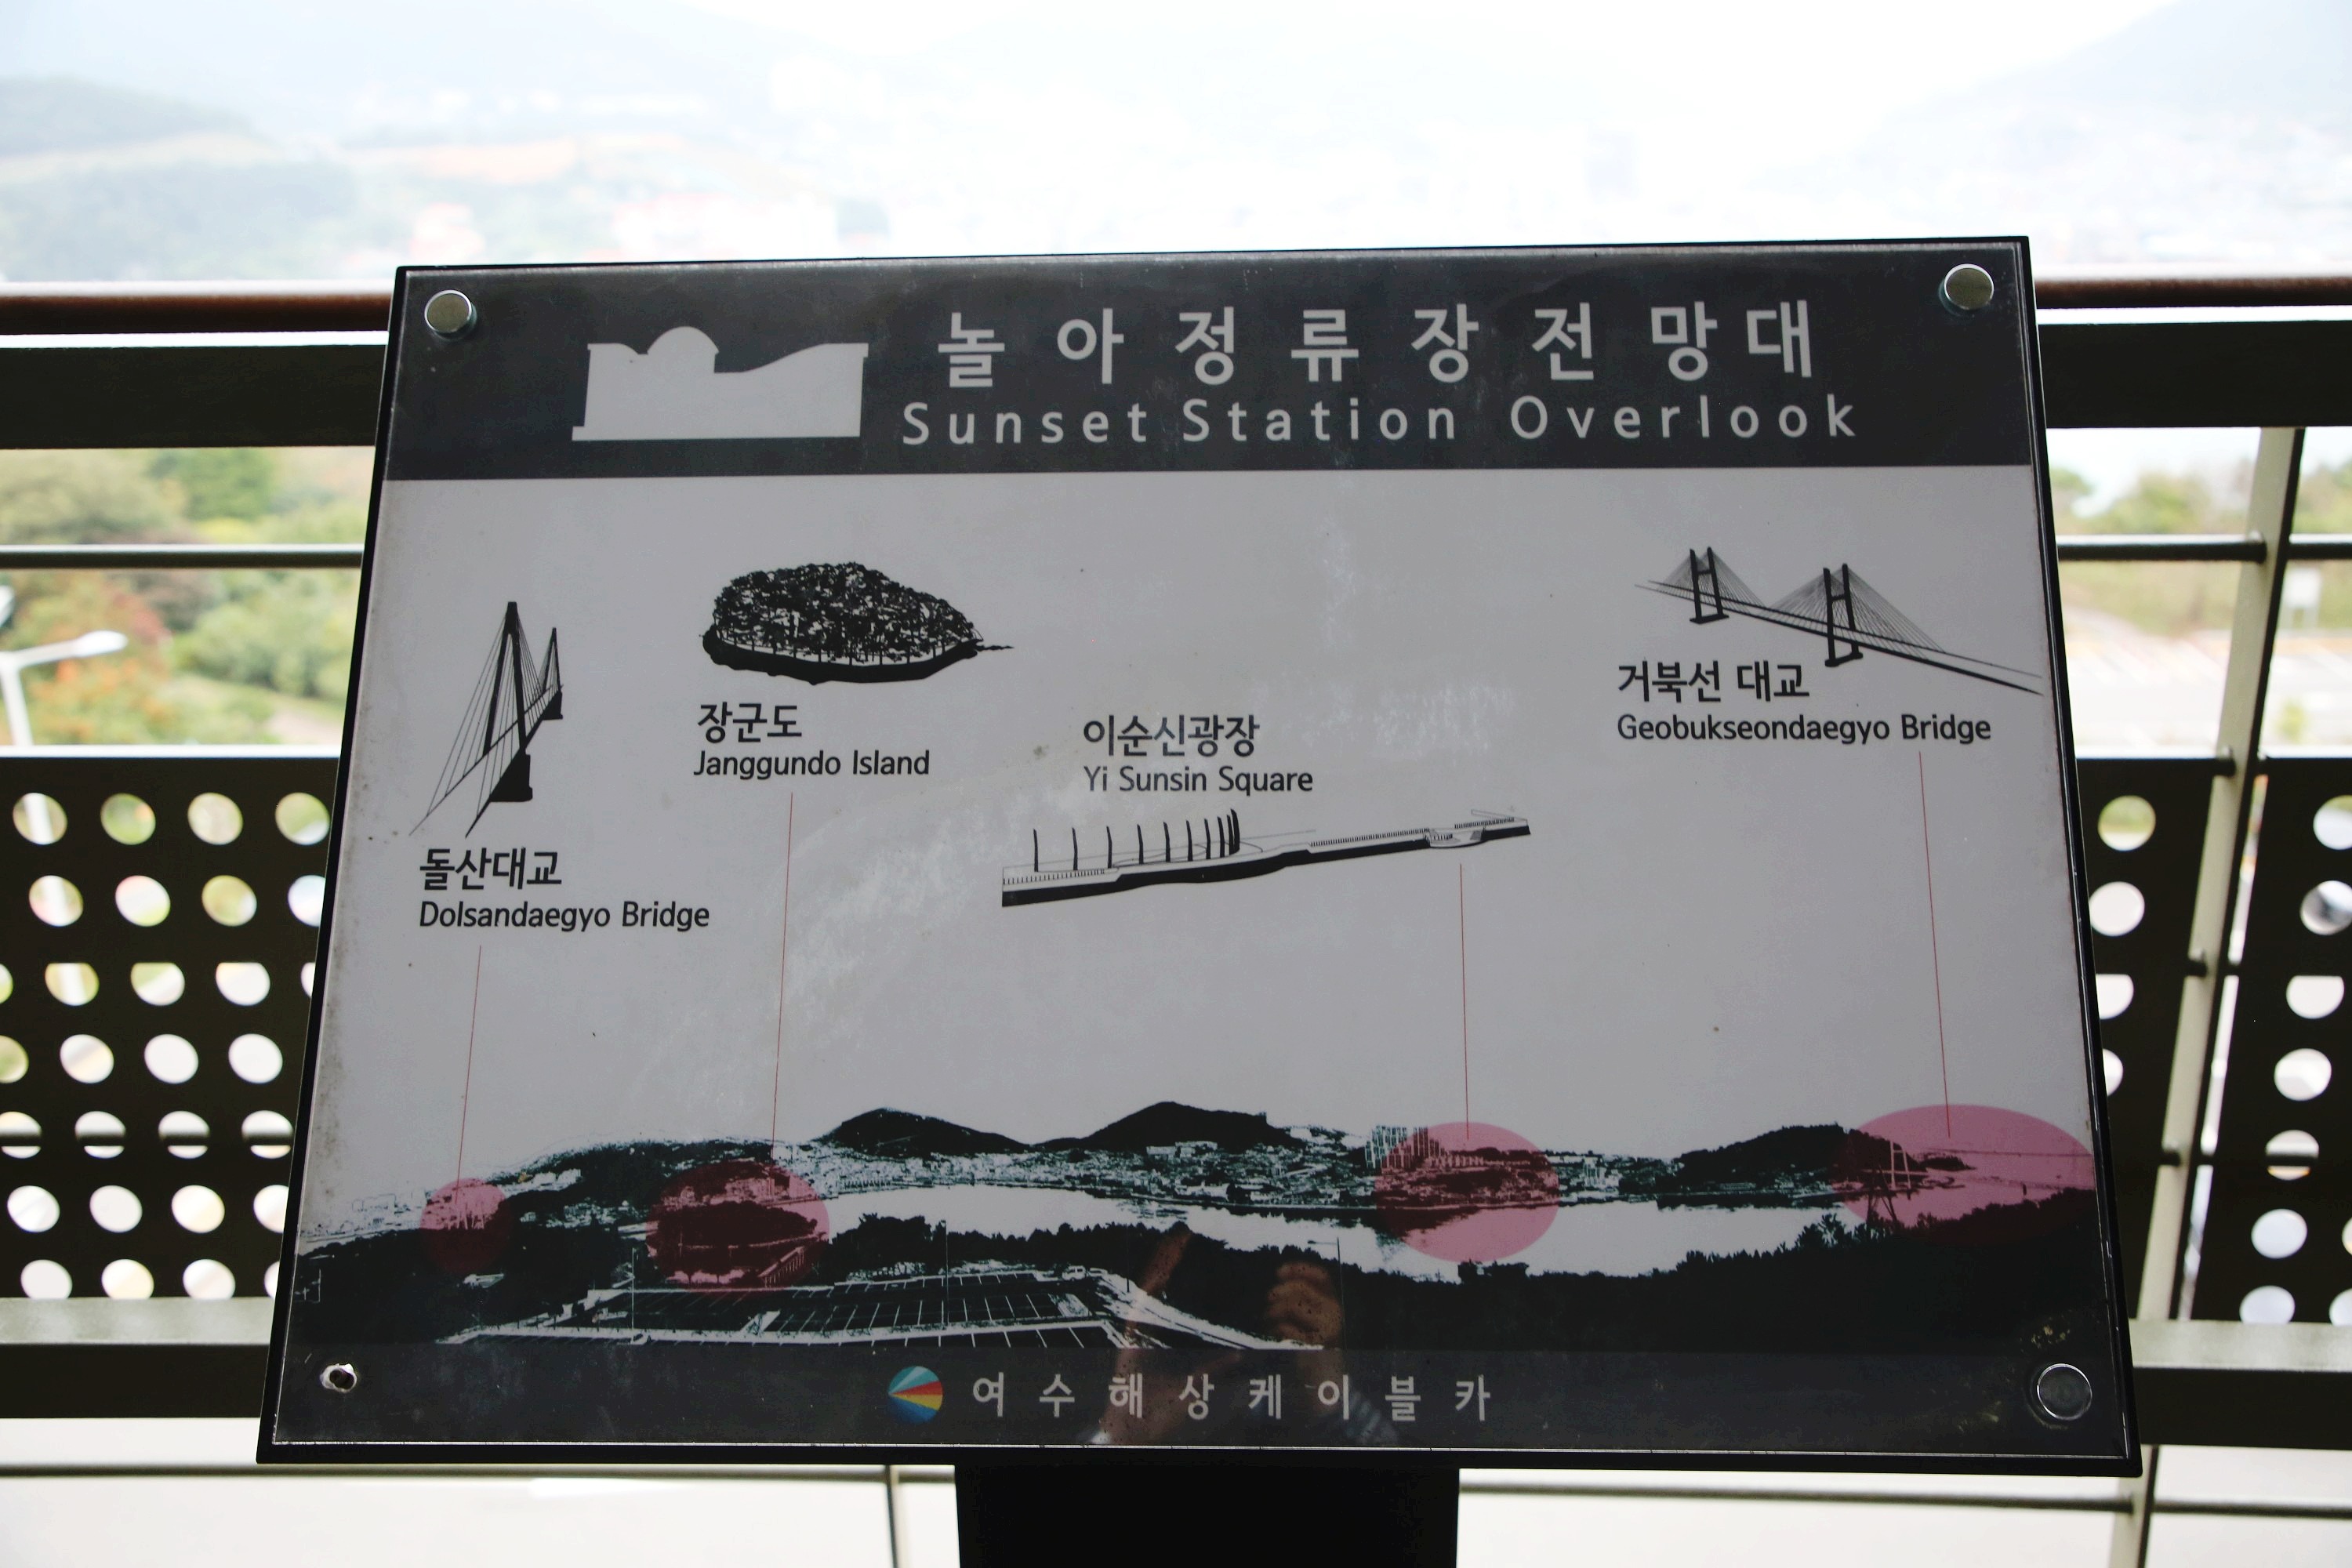 놀아정류장전망대
Sunset Station Overlook
장군도
Janggundo Island
거북선 대교
Geobukseondaegyo Bridge
이순신광장
Yi Sunsin Square
돌산대교
Dolsandaegyo Bridge
여수해상케이블카